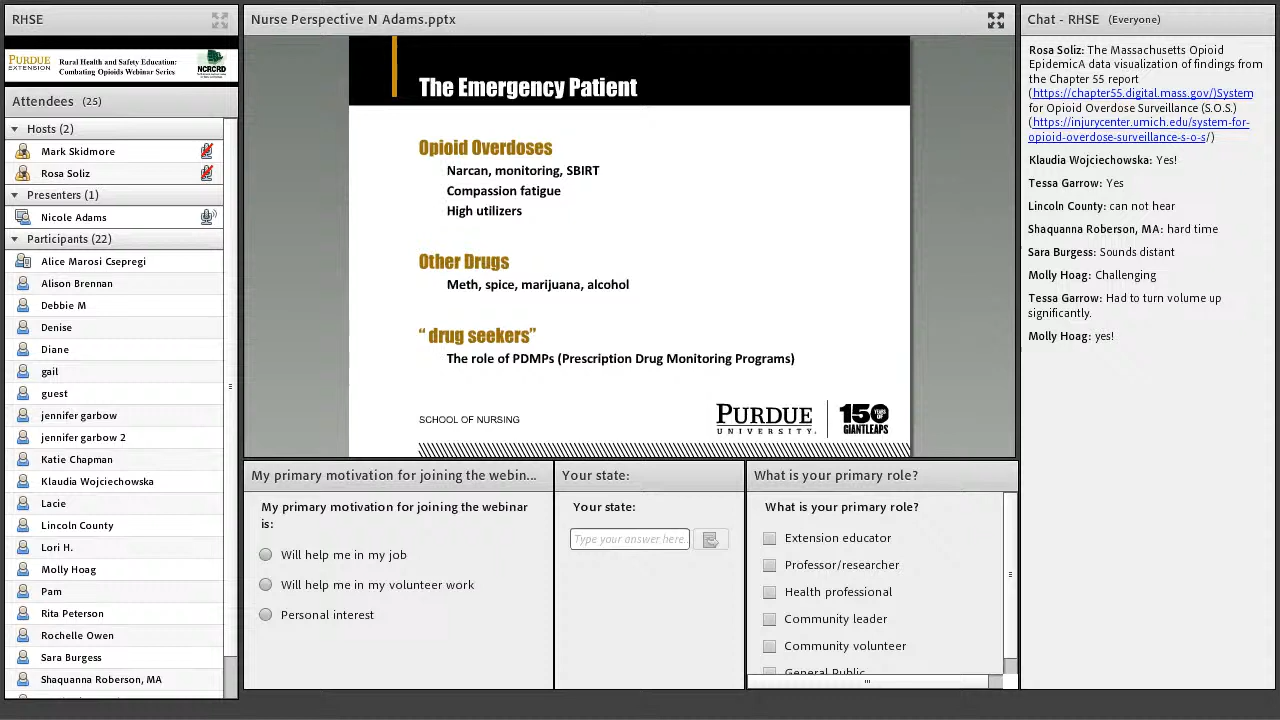 RHSE
PURDUE
EXTENSION
Rural Health and Safety Education:
Combating Opioids Webinar Series
NCRCRD
Attendees (25)
Hosts (2)
Mark Skidmore
Rosa Soliz
Presenters (1)
Nicole Adams
Participants (22)
Alice Marosi Csepregi
Alison Brennan
Debbie M
Denise
Diane
gail
guest
jennifer garbow
jennifer garbow 2
Katie Chapman
Klaudia Wojciechowska
Lacie
Lincoln County
Lori H.
Molly Hoag
Pam
Rita Peterson
Rochelle Owen
Sara Burgess
Shaquanna Roberson, MA
Nurse Perspective N Adams.pptx
The Emergency Patient
Opioid Overdoses
Narcan, monitoring, SBIRT
Compassion fatigue
High utilizers
Other Drugs
Meth, spice, marijuana, alcohol
“ drug seekers”
The role of PDMPs (Prescription Drug Monitoring Programs)
SCHOOL OF NURSING
PURDUE
UNIVERSITY.
150 YEARS OF
GIANT LEAPS
My primary motivation for joining the webin...
My primary motivation for joining the webinar
is:
Will help me in my job
Will help me in my volunteer work
Personal interest
Your state:
Your state:
Type your answer here..
What is your primary role?
What is your primary role?
Extension educator
Professor/researcher
Health professional
Community leader
Community volunteer
General Public
Chat - RHSE (Everyone)
Rosa Soliz: The Massachusetts Opioid
EpidemicA data visualization of findings from
the Chapter 55 report
(https://chapter55.digital.mass.gov/)System
for Opioid Overdose Surveillance (S.O.S.)
(https://injurycenter.umich.edu/system-for-
opioid-overdose-surveillance-s-o-s/)
Klaudia Wojciechowska: Yes!
Tessa Garrow: Yes
Lincoln County: can not hear
Shaquanna Roberson, MA: hard time
Sara Burgess: Sounds distant
Molly Hoag: Challenging
Tessa Garrow: Had to turn volume up
significantly.
Molly Hoag: yes!